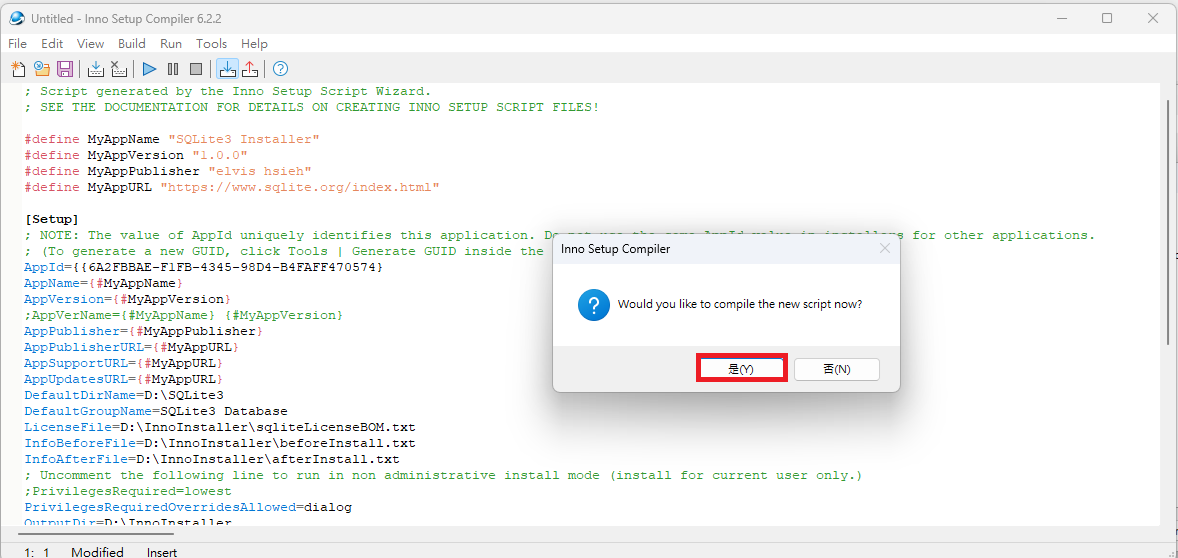 Untitled - Inno Setup Compiler 6.2.2
File Edit View Build Run Tools Help
; Script generated by the Inno Setup Script Wizard.
; SEE THE DOCUMENTATION FOR DETAILS ON CREATING INNO SETUP SCRIPT FILES!
#define MyAppName "SQLite3 Installer"
#define MyAppVersion "1.0.0"
#define MyAppPublisher "elvis hsieh"
#define MyAppURL "https://www.sqlite.org/index.html"
[Setup]
; NOTE: The value of AppId uniquely identifies this application. Do not use the same AppId value in installers for other applications.
; (To generate a new GUID, click Tools | Generate GUID inside the
AppId={{6A2FBBAE-F1FB-4345-98D4-B4FAFF470574}
AppName={#MyAppName}
AppVersion={#MyAppVersion}
;AppVerName={#MyAppName} {#MyAppVersion}
AppPublisher={#MyAppPublisher}
AppPublisherURL={#MyAppURL}
AppSupportURL={#MyAppURL}
AppUpdatesURL={#MyAppURL}
DefaultDirName=D:\SQLite3
DefaultGroupName=SQLite3 Database
LicenseFile=D:\InnoInstaller\sqliteLicenseBOM.txt
InfoBeforeFile=D:\InnoInstaller\beforeInstall.txt
InfoAfterFile=D:\InnoInstaller\afterInstall.txt
; Uncomment the following line to run in non administrative install mode (install for current user only.)
;PrivilegesRequired=lowest
PrivilegesRequiredOverridesAllowed=dialog
OutputDir=D:\InnoInstaller
Inno Setup Compiler
Would you like to compile the new script now?
是(Y) 否(N)
1: 1 Modified Insert